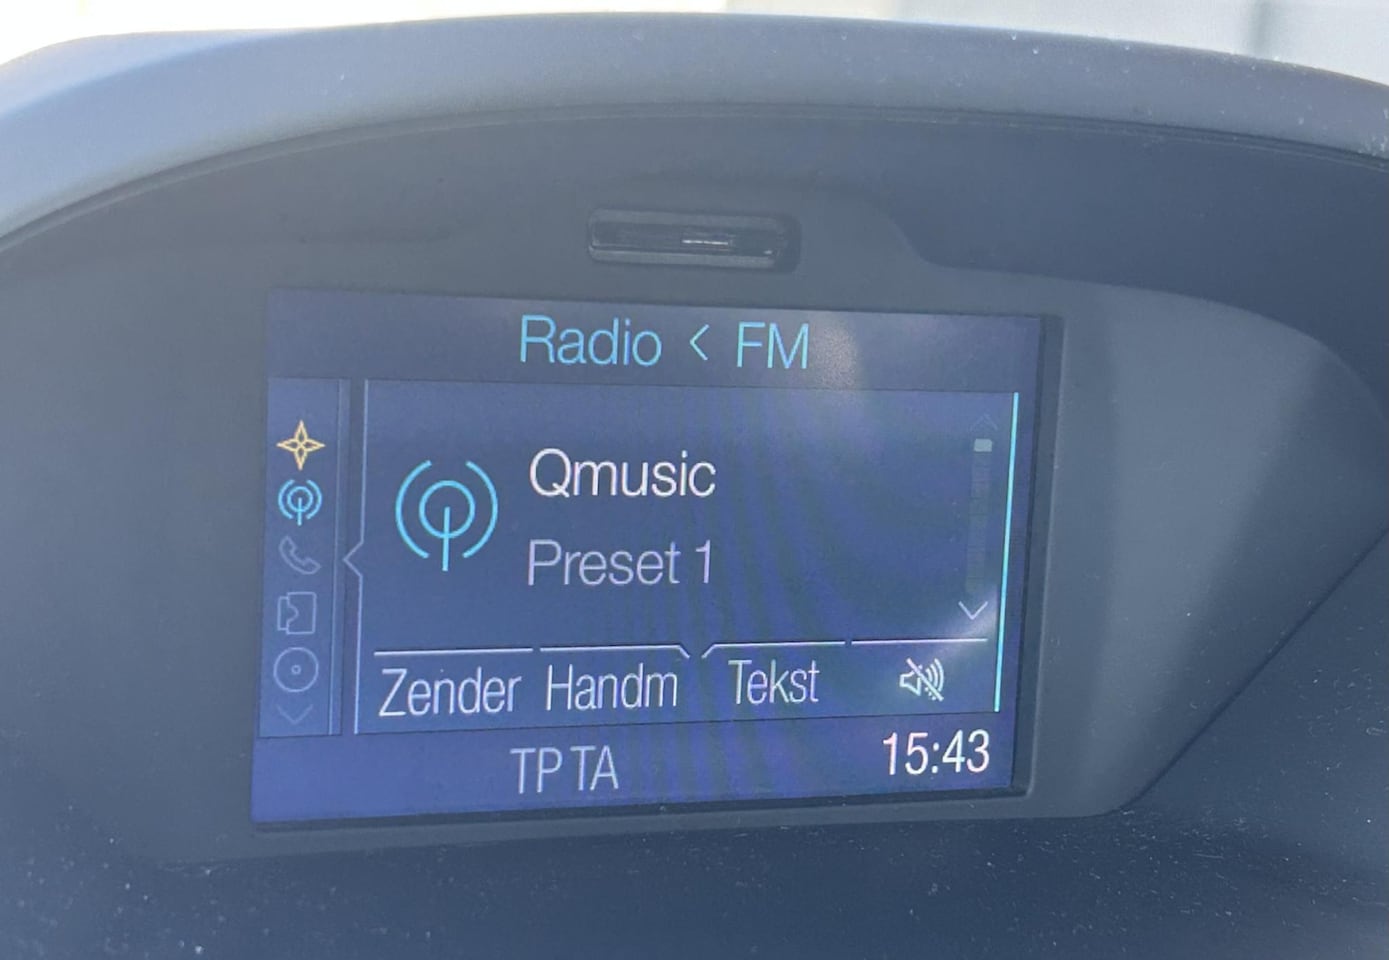 Radio < FM
Qmusic
Preset 1
Zender Handm Tekst
TP TA 15:43